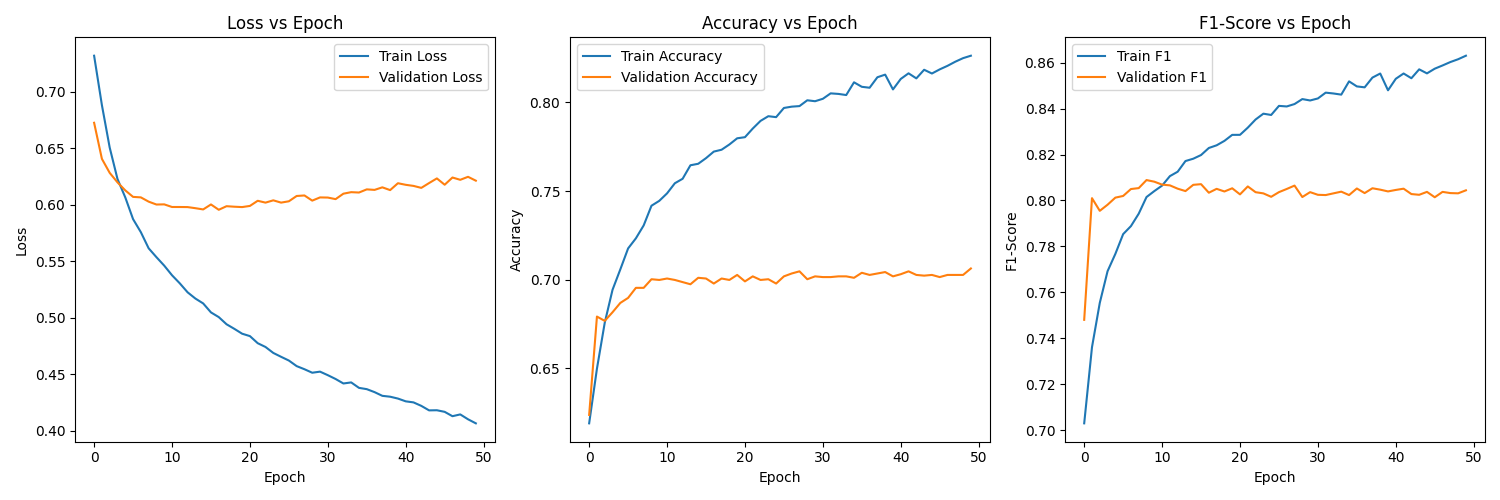 Loss vs Epoch
Train Loss
Validation Loss
0.70
0.65
0.60
0.55
0.50
0.45
0.40
Loss
0 10 20 30 40 50
Epoch
Accuracy vs Epoch
Train Accuracy
Validation Accuracy
0.80
0.75
0.70
0.65
Accuracy
0 10 20 30 40 50
Epoch
F1-Score vs Epoch
Train F1
Validation F1
0.86
0.84
0.82
0.80
0.78
0.76
0.74
0.72
0.70
F1-Score
0 10 20 30 40 50
Epoch